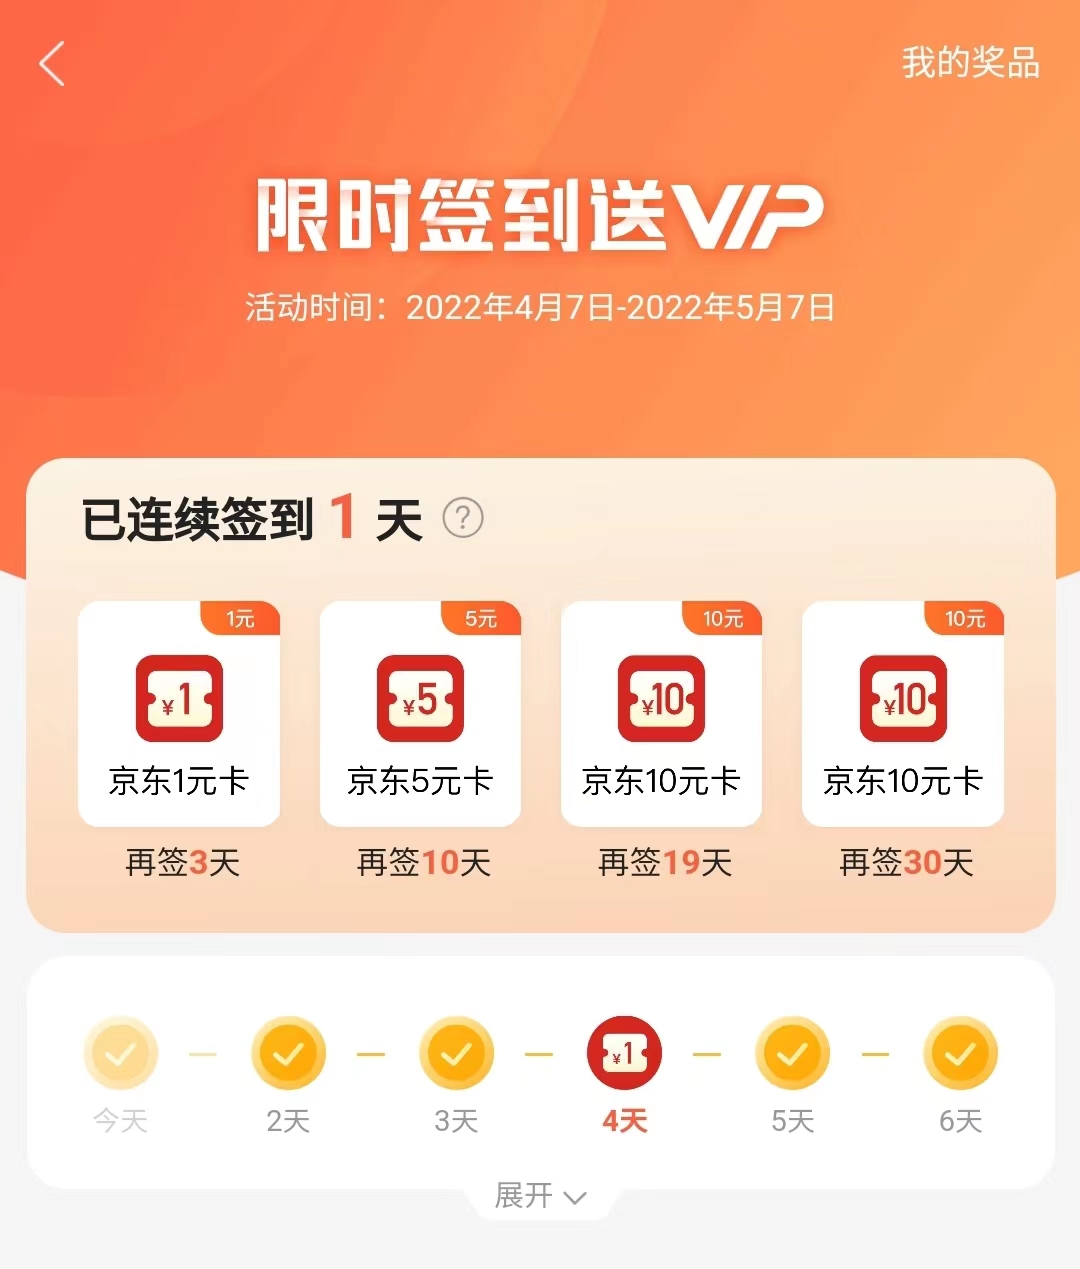 我的奖品
限时签到送VIP
活动时间：2022年4月7日-2022年5月7日
已连续签到 1 天 ?
1元 5元 10元 10元
¥1 ¥5 ¥10 ¥10
京东1元卡 京东5元卡 京东10元卡 京东10元卡
再签3天 再签10天 再签19天 再签30天
¥1
今天 2天 3天 4天 5天 6天
展开